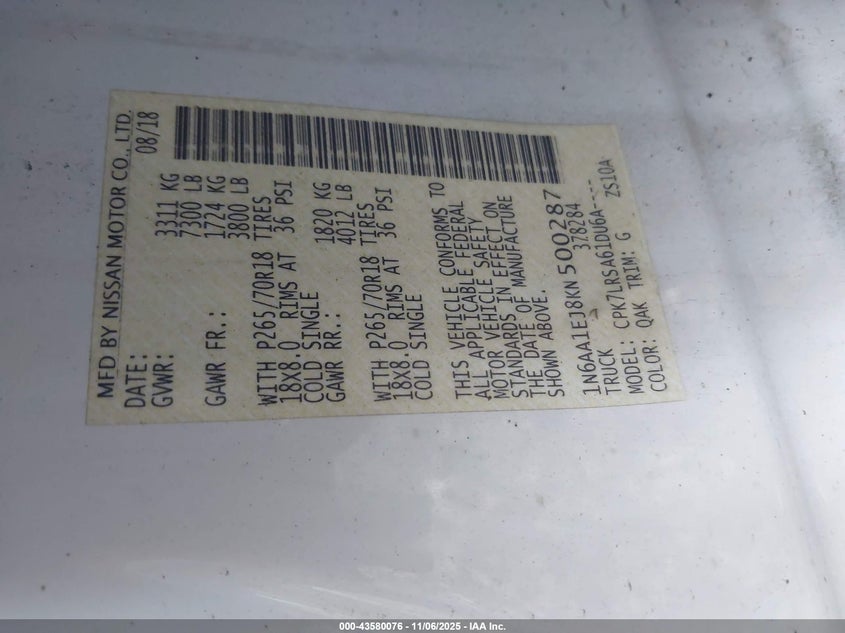 MFD BY NISSAN MOTOR CO., LTD.
DATE: 08/18
GVWR: 3311 KG
7300 LB
GAWR FR.: 1724 KG
3800 LB
WITH P265/70R18 TIRES
18X8.0 RIMS AT 36 PSI
COLD SINGLE
GAWR RR.: 1820 KG
4012 LB
WITH P265/70R18 TIRES
18X8.0 RIMS AT 36 PSI
COLD SINGLE
THIS VEHICLE CONFORMS TO
ALL APPLICABLE FEDERAL
MOTOR VEHICLE SAFETY
STANDARDS IN EFFECT ON
THE DATE OF MANUFACTURE
SHOWN ABOVE.
1N6AA1EJ8KN500287
TRUCK 378284
MODEL: CPK7LRSA61DU6A----
COLOR: QAK TRIM: G ZS10A
000-43580076 - 11/06/2025 - IAA Inc.